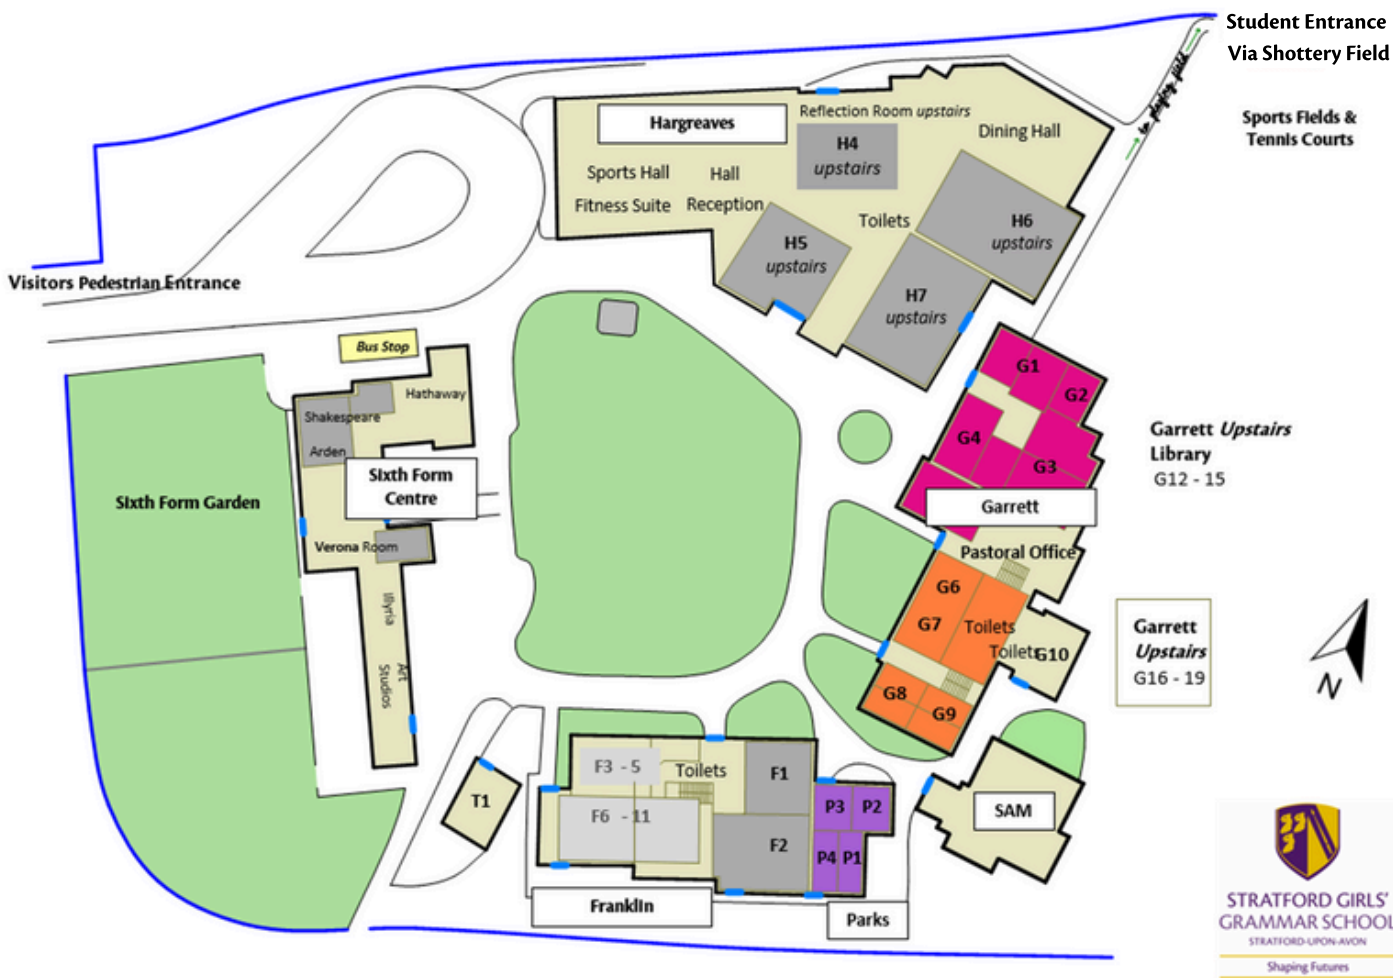 Student Entrance
Via Shottery Field
to playing field
Sports Fields &
Tennis Courts
Hargreaves
Reflection Room upstairs
Dining Hall
H4
upstairs
Sports Hall
Hall
Fitness Suite
Reception
Toilets
H6
upstairs
H5
upstairs
H7
upstairs
Visitors Pedestrian Entrance
Bus Stop
Hathaway
Shakespeare
Arden
Sixth Form
Centre
Sixth Form Garden
Verona Room
Illyria
Art
Studios
G1
G2
G4
G3
Garrett
Garrett Upstairs
Library
G12 - 15
Pastoral Office
G6
G7
Toilets
Toilets
G10
G8
G9
Garrett
Upstairs
G16 - 19
N
T1
F3 - 5
Toilets
F1
F6 - 11
F2
P3
P2
P4
P1
SAM
Franklin
Parks
STRATFORD GIRLS'
GRAMMAR SCHOOL
STRATFORD-UPON-AVON
Shaping Futures